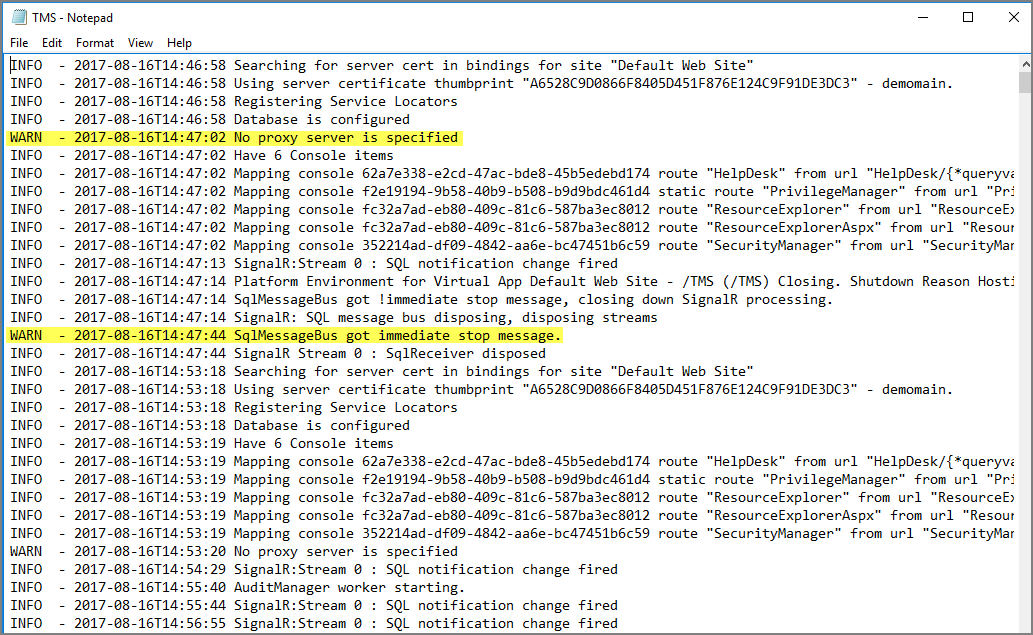 TMS - Notepad
File Edit Format View Help
INFO - 2017-08-16T14:46:58 Searching for server cert in bindings for site "Default Web Site"
INFO - 2017-08-16T14:46:58 Using server certificate thumbprint "A6528C9D0866F8405D451F876E124C9F91DE3DC3" - demomain.
INFO - 2017-08-16T14:46:58 Registering Service Locators
INFO - 2017-08-16T14:46:58 Database is configured
WARN - 2017-08-16T14:47:02 No proxy server is specified
INFO - 2017-08-16T14:47:02 Have 6 Console items
INFO - 2017-08-16T14:47:02 Mapping console 62a7e338-e2cd-47ac-bde8-45b5edebd174 route "HelpDesk" from url "HelpDesk/{*queryva
INFO - 2017-08-16T14:47:02 Mapping console f2e19194-9b58-40b9-b508-b9d9bdc461d4 static route "PrivilegeManager" from url "Pri
INFO - 2017-08-16T14:47:02 Mapping console fc32a7ad-eb80-409c-81c6-587ba3ec8012 route "ResourceExplorer" from url "ResourceEx
INFO - 2017-08-16T14:47:02 Mapping console fc32a7ad-eb80-409c-81c6-587ba3ec8012 route "ResourceExplorerAspx" from url "Resour
INFO - 2017-08-16T14:47:02 Mapping console 352214ad-df09-4842-aa6e-bc47451b6c59 route "SecurityManager" from url "SecurityMan
INFO - 2017-08-16T14:47:13 SignalR:Stream 0 : SQL notification change fired
INFO - 2017-08-16T14:47:14 Platform Environment for Virtual App Default Web Site - /TMS (/TMS) Closing. Shutdown Reason Hosti
INFO - 2017-08-16T14:47:14 SqlMessageBus got !immediate stop message, closing down SignalR processing.
INFO - 2017-08-16T14:47:14 SignalR: SQL message bus disposing, disposing streams
WARN - 2017-08-16T14:47:44 SqlMessageBus got immediate stop message.
INFO - 2017-08-16T14:47:44 SignalR Stream 0 : SqlReceiver disposed
INFO - 2017-08-16T14:53:18 Searching for server cert in bindings for site "Default Web Site"
INFO - 2017-08-16T14:53:18 Using server certificate thumbprint "A6528C9D0866F8405D451F876E124C9F91DE3DC3" - demomain.
INFO - 2017-08-16T14:53:18 Registering Service Locators
INFO - 2017-08-16T14:53:18 Database is configured
INFO - 2017-08-16T14:53:19 Have 6 Console items
INFO - 2017-08-16T14:53:19 Mapping console 62a7e338-e2cd-47ac-bde8-45b5edebd174 route "HelpDesk" from url "HelpDesk/{*queryva
INFO - 2017-08-16T14:53:19 Mapping console f2e19194-9b58-40b9-b508-b9d9bdc461d4 static route "PrivilegeManager" from url "Pri
INFO - 2017-08-16T14:53:19 Mapping console fc32a7ad-eb80-409c-81c6-587ba3ec8012 route "ResourceExplorer" from url "ResourceEx
INFO - 2017-08-16T14:53:19 Mapping console fc32a7ad-eb80-409c-81c6-587ba3ec8012 route "ResourceExplorerAspx" from url "Resour
INFO - 2017-08-16T14:53:19 Mapping console 352214ad-df09-4842-aa6e-bc47451b6c59 route "SecurityManager" from url "SecurityMan
WARN - 2017-08-16T14:53:20 No proxy server is specified
INFO - 2017-08-16T14:54:29 SignalR:Stream 0 : SQL notification change fired
INFO - 2017-08-16T14:55:40 AuditManager worker starting.
INFO - 2017-08-16T14:55:44 SignalR:Stream 0 : SQL notification change fired
INFO - 2017-08-16T14:56:55 SignalR:Stream 0 : SQL notification change fired